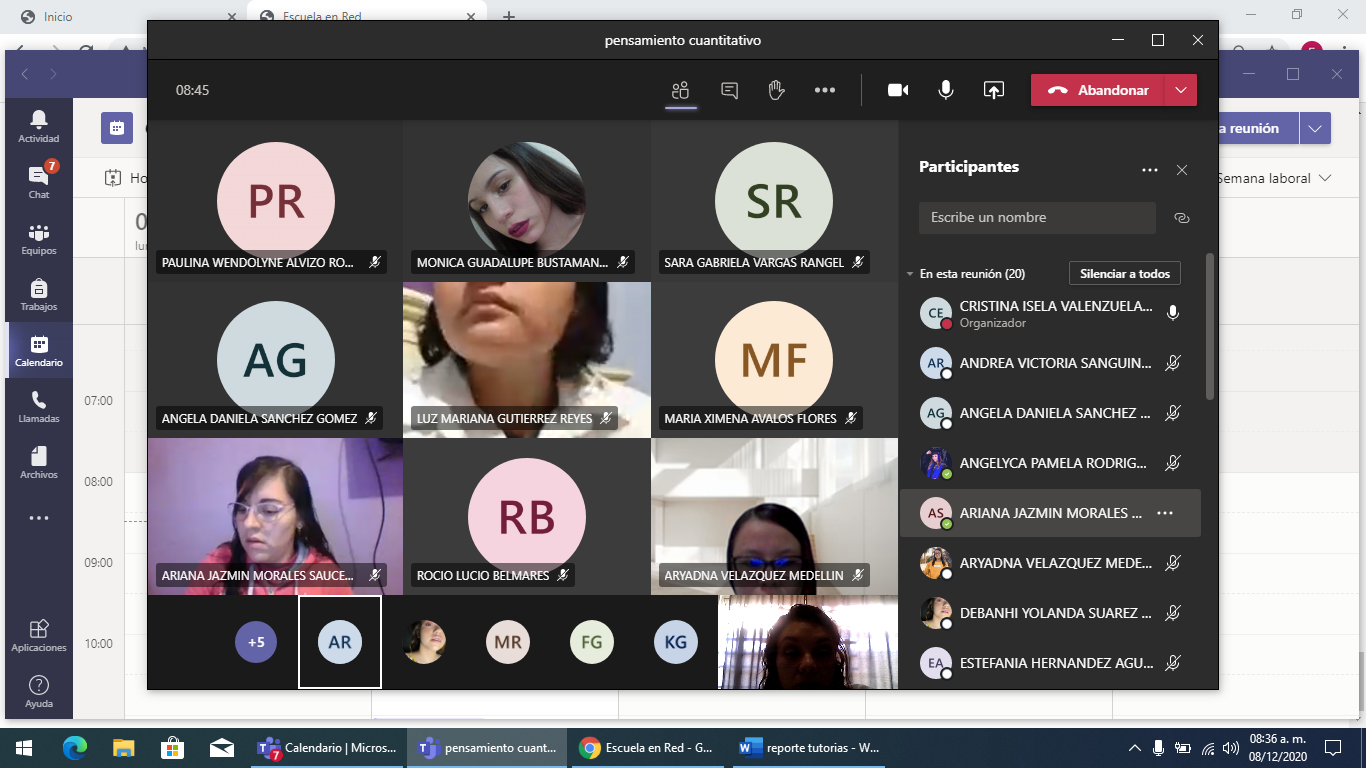 Inicio
Escuela en Red
pensamiento cuantitativo
08:45
Abandonar
a reunión
Actividad
7
Chat
Equipos
Trabajos
Calendario
Llamadas
Archivos
Aplicaciones
Ayuda
Ho
Semana laboral
0
lun
07:00
08:00
09:00
10:00
PR
PAULINA WENDOLYNE ALVIZO RO...
MONICA GUADALUPE BUSTAMAN...
SR
SARA GABRIELA VARGAS RANGEL
AG
ANGELA DANIELA SANCHEZ GOMEZ
LUZ MARIANA GUTIERREZ REYES
MF
MARIA XIMENA AVALOS FLORES
ARIANA JAZMIN MORALES SAUCE...
RB
ROCIO LUCIO BELMARES
ARYADNA VELAZQUEZ MEDELLIN
+5
AR
MR
FG
KG
Participantes
Escribe un nombre
En esta reunión (20)
Silenciar a todos
CE
CRISTINA ISELA VALENZUELA...
Organizador
AR
ANDREA VICTORIA SANGUIN...
AG
ANGELA DANIELA SANCHEZ ...
ANGELYCA PAMELA RODRIG...
AS
ARIANA JAZMIN MORALES ...
ARYADNA VELAZQUEZ MEDE...
DEBANHI YOLANDA SUAREZ ...
EA
ESTEFANIA HERNANDEZ AGU...
7
Calendario | Micros...
pensamiento cuant...
Escuela en Red - G...
reporte tutorias - W...
08:36 a. m.
08/12/2020